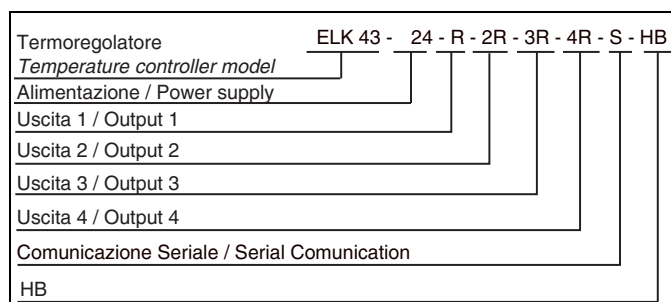 Termoregolatore ELK 43 - 24 - R - 2R - 3R - 4R - S - HB
Temperature controller model
Alimentazione / Power supply
Uscita 1 / Output 1
Uscita 2 / Output 2
Uscita 3 / Output 3
Uscita 4 / Output 4
Comunicazione Seriale / Serial Comunication
HB